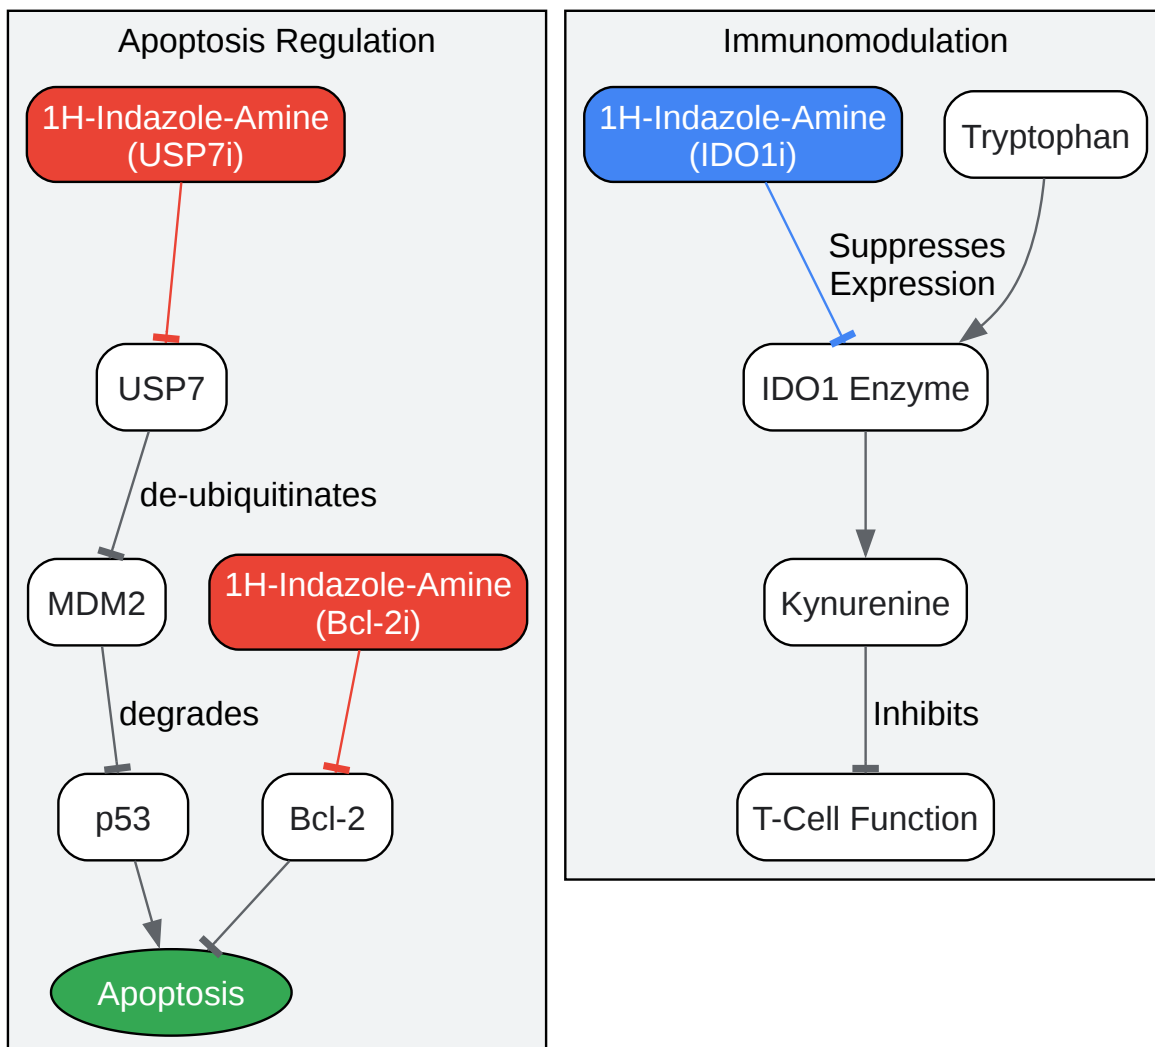 Apoptosis Regulation
1H-Indazole-Amine
(USP7i)
USP7
de-ubiquitinates
MDM2
1H-Indazole-Amine
(Bcl-2i)
degrades
p53
Bcl-2
Apoptosis
Immunomodulation
1H-Indazole-Amine
(IDO1i)
Tryptophan
Suppresses
Expression
IDO1 Enzyme
Kynurenine
Inhibits
T-Cell Function